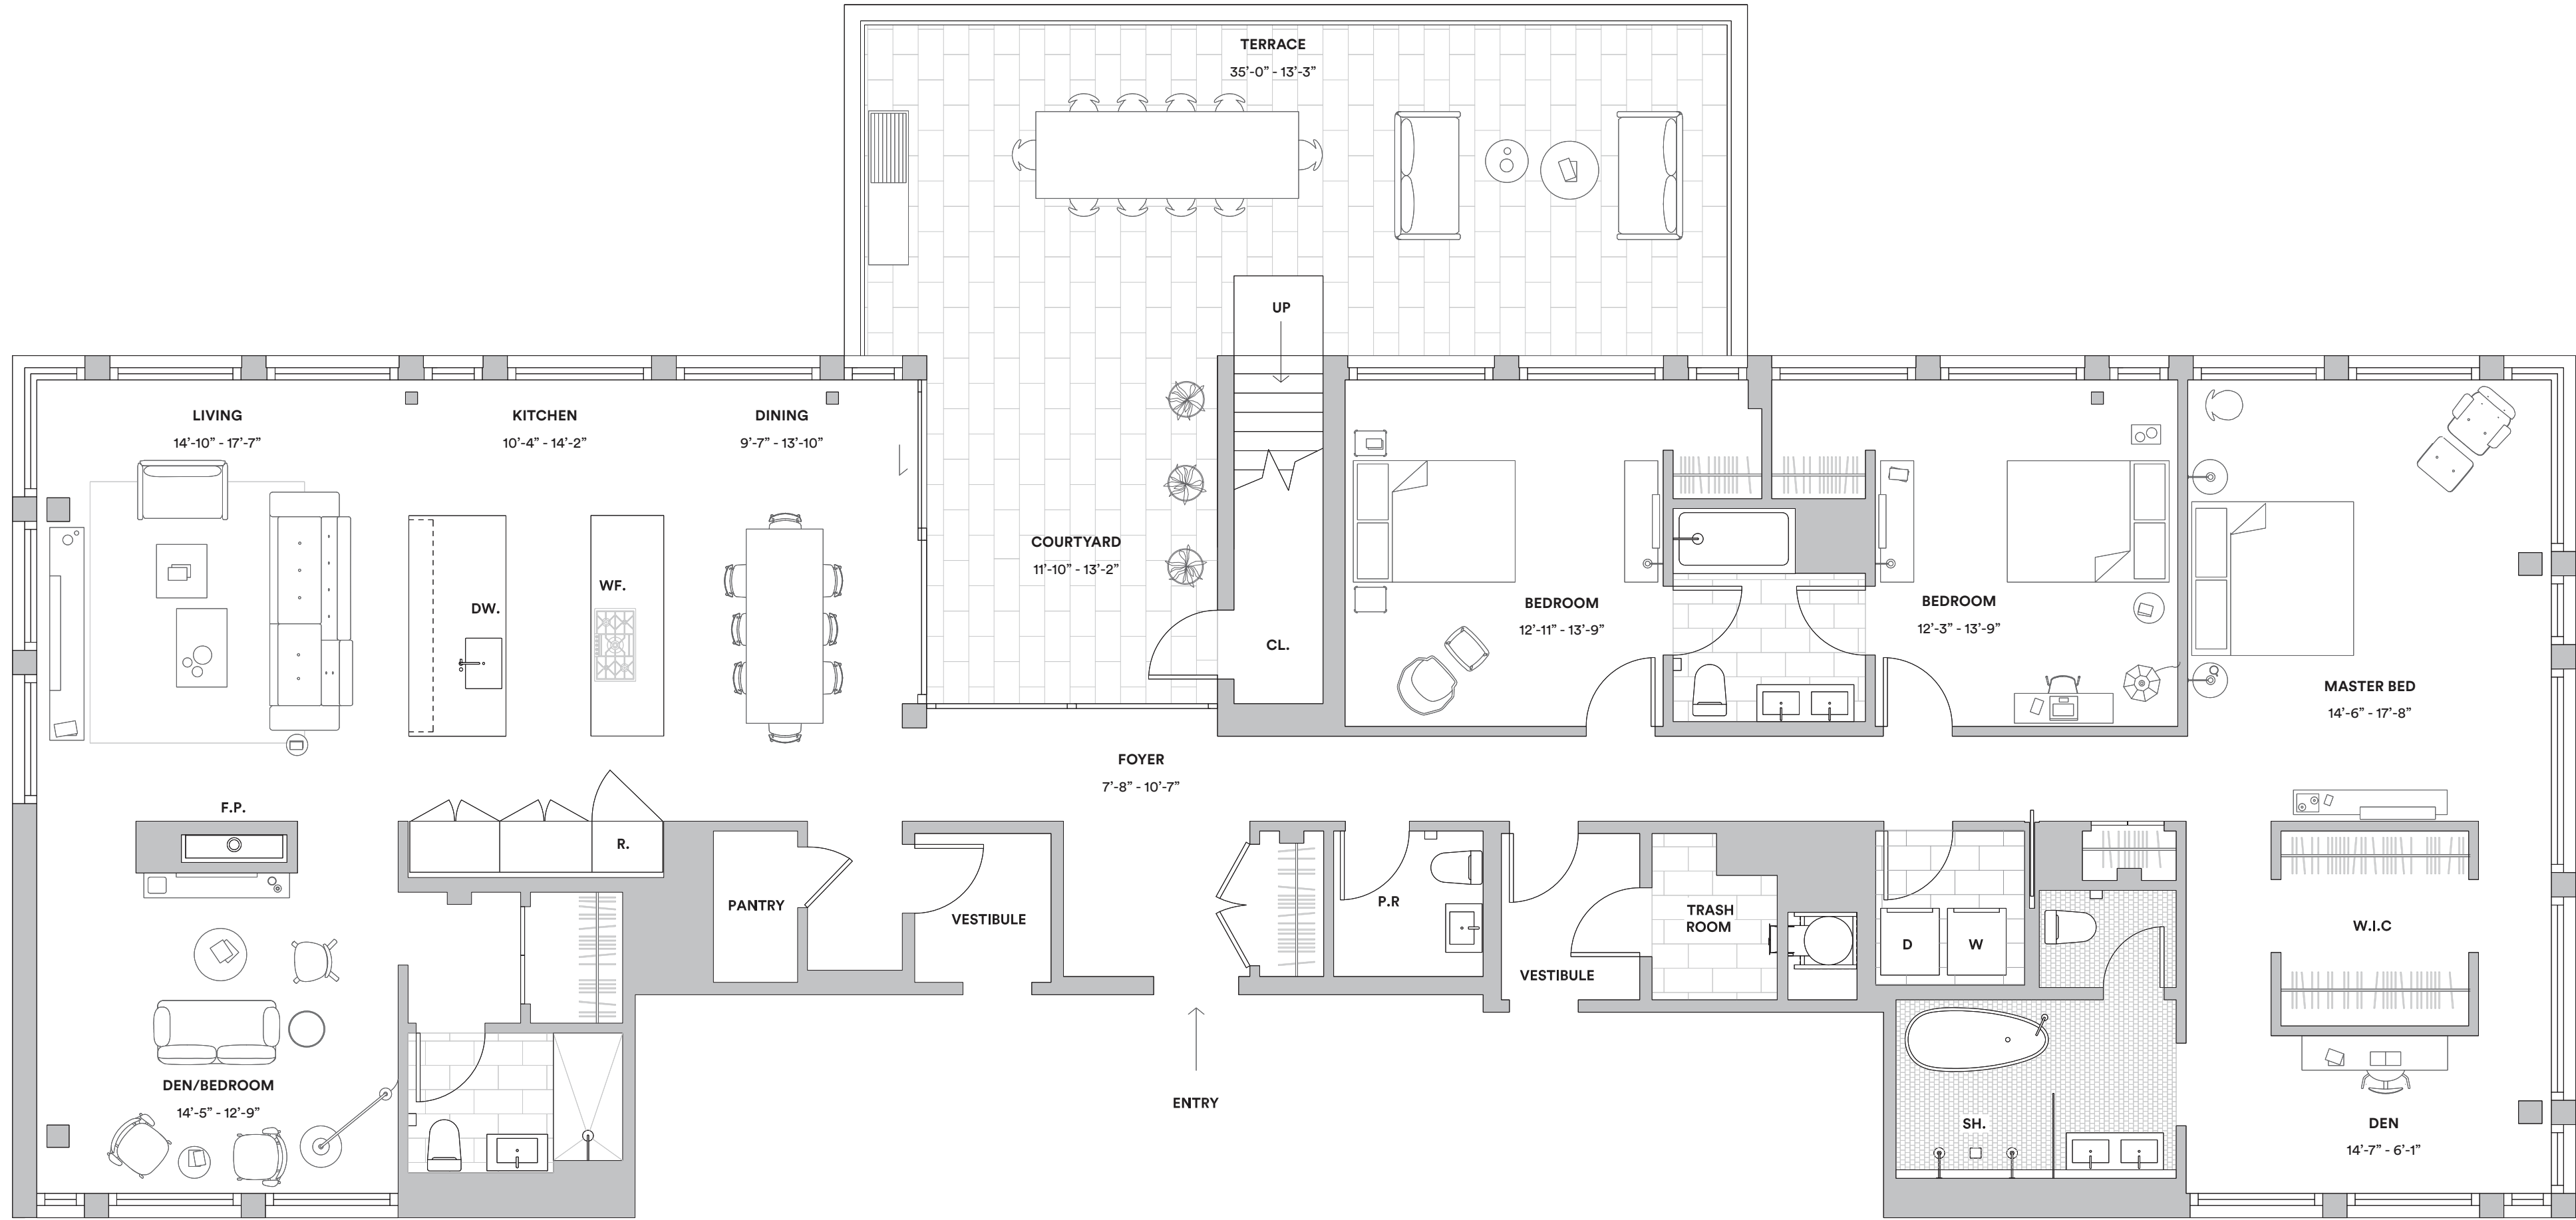 TERRACE
35’-0” - 13’-3”
UP
LIVING
14’-10” - 17’-7”
KITCHEN
10’-4” - 14’-2”
DINING
9’-7” - 13’-10”
COURTYARD
11’-10” - 13’-2”
WF.
DW.
CL.
BEDROOM
12’-11” - 13’-9”
BEDROOM
12’-3” - 13’-9”
MASTER BED
14’-6” - 17’-8”
FOYER
7’-8” - 10’-7”
F.P.
R.
PANTRY
VESTIBULE
P.R
VESTIBULE
TRASH
ROOM
D
W
W.I.C
DEN/BEDROOM
14’-5” - 12’-9”
ENTRY
SH.
DEN
14’-7” - 6’-1”